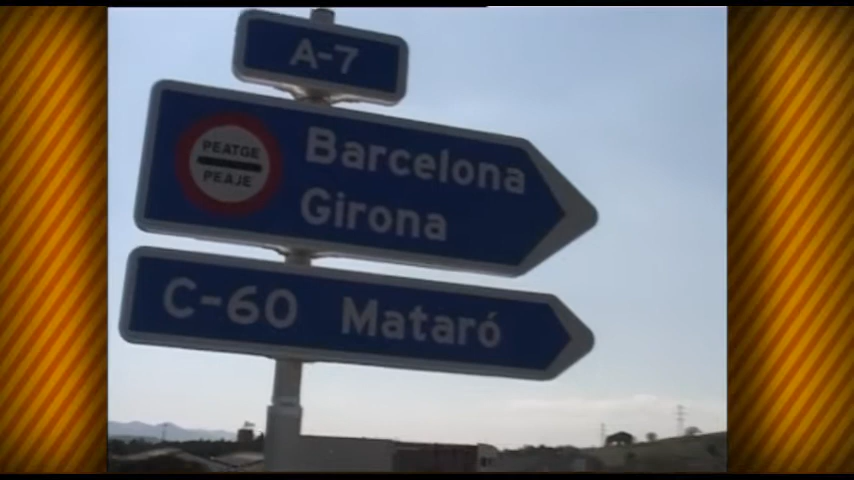 A-7
PEATGE
PEAJE
Barcelona
Girona
C-60 Mataró